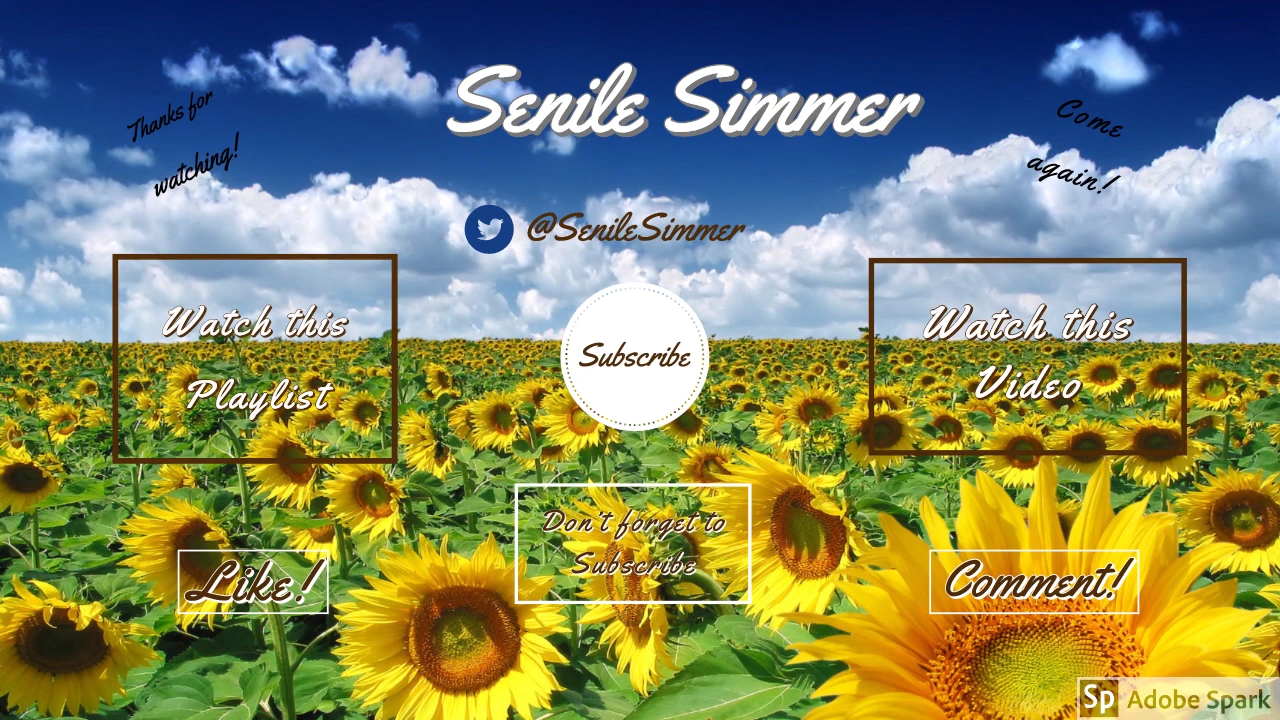 Senile Simmer
Thanks for
watching!
Come
again!
@SenileSimmer
Watch this
Playlist
Subscribe
Watch this
Video
Don't forget to
Subscribe
Like!
Comment!
Sp Adobe Spark